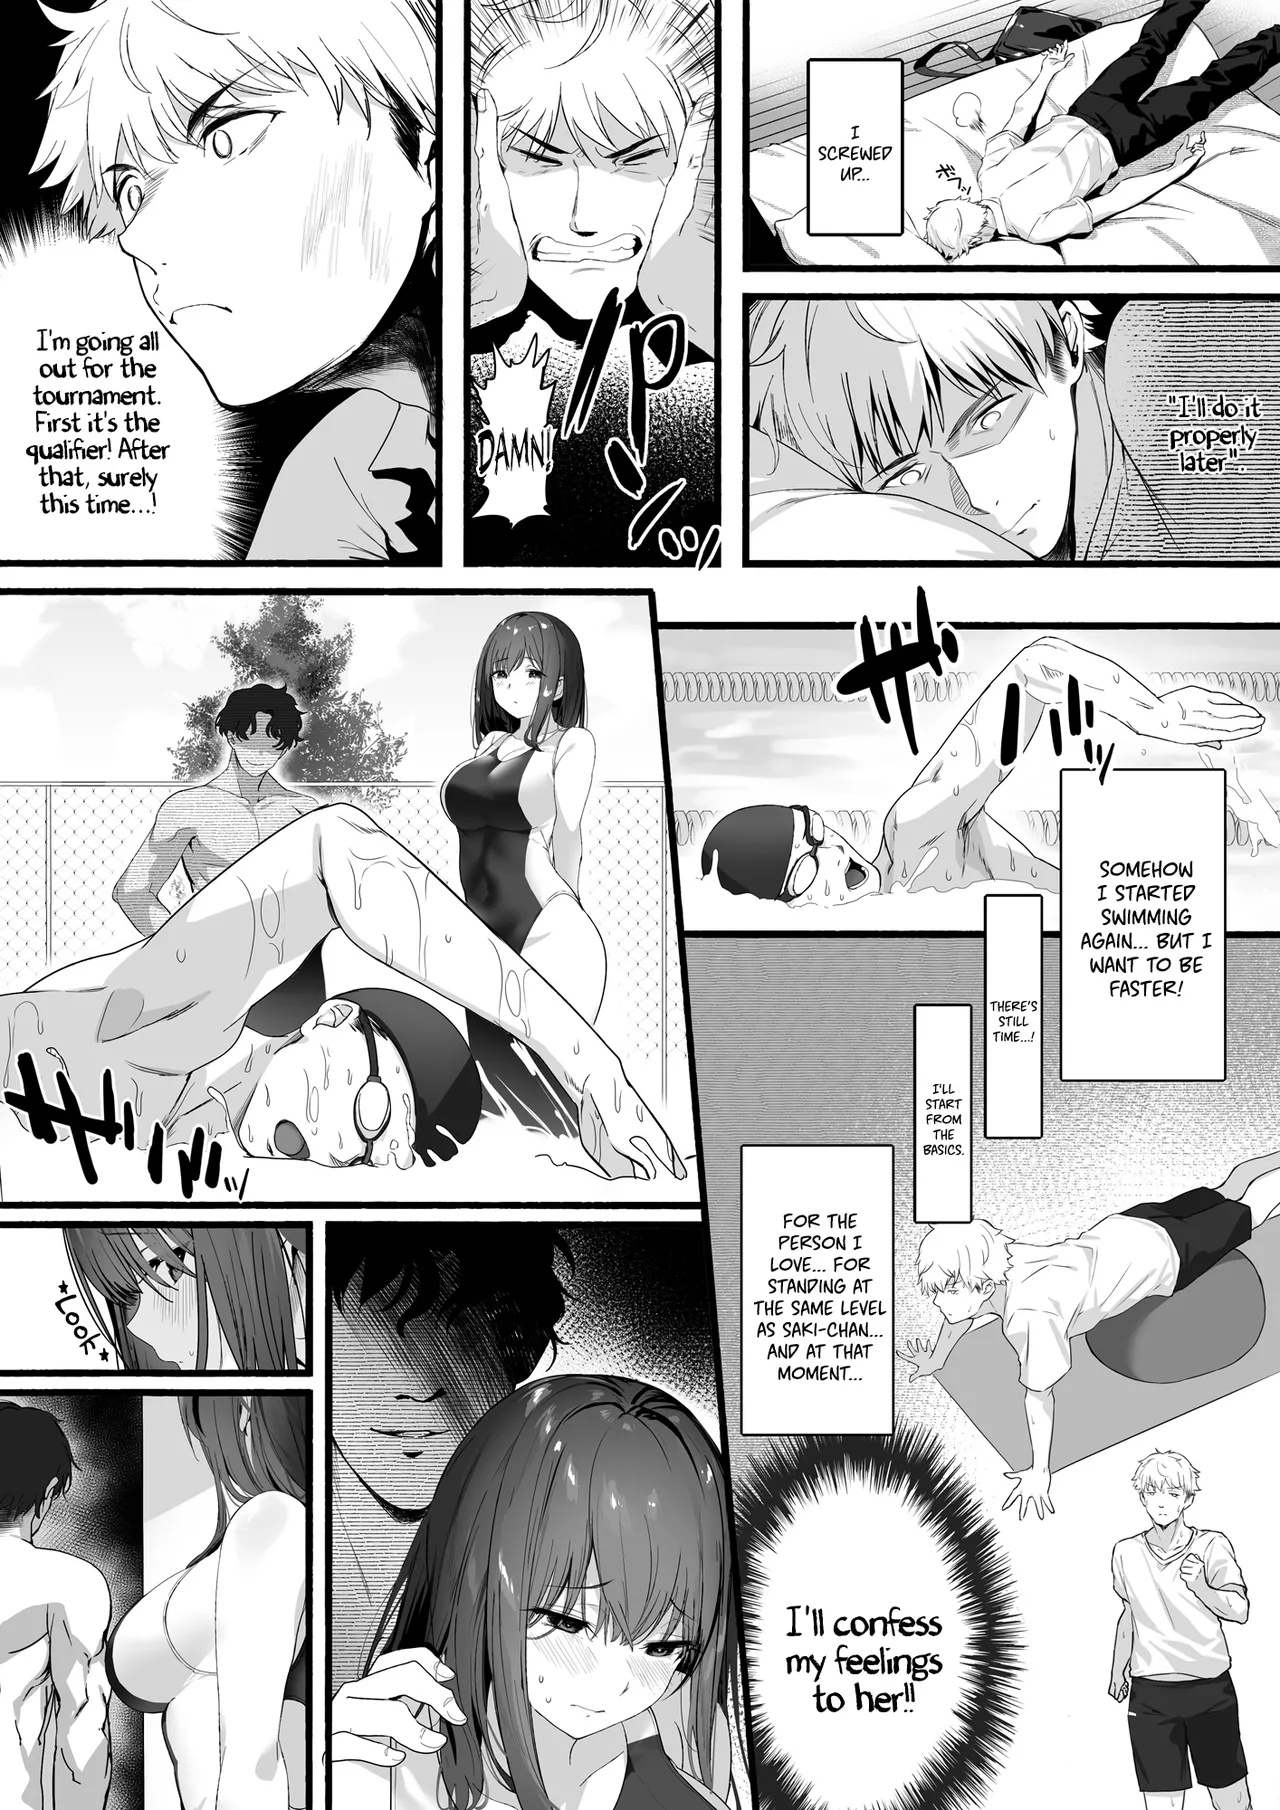 I
SCREWED
UP...
ボフッ
"I'll do it
properly
later".
DAMN!
I'm going all
out for the
tournament.
First it's the
qualifier! After
that, surely
this time...!
SOMEHOW
I STARTED
SWIMMING
AGAIN... BUT I
WANT TO BE
FASTER!
THERE'S
STILL
TIME...!
I'LL
START
FROM
THE
BASICS.
FOR THE
PERSON I
LOVE... FOR
STANDING AT
THE SAME LEVEL
AS SAKI-CHAN...
AND AT THAT
MOMENT...
I'll confess
my feelings
to her!!
Look